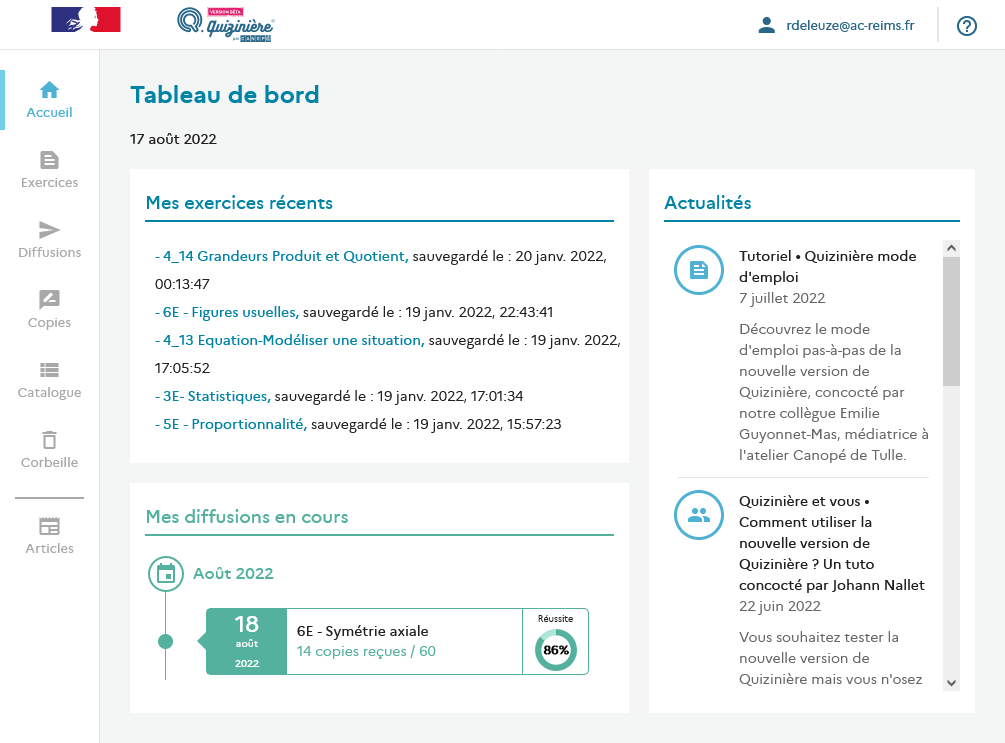 VERSION BÊTA
Quizinière
par CANOPÉ
rdeleuze@ac-reims.fr
Accueil
Exercices
Diffusions
Copies
Catalogue
Corbeille
Articles
Tableau de bord
17 août 2022
Mes exercices récents
- 4_14 Grandeurs Produit et Quotient, sauvegardé le : 20 janv. 2022,
00:13:47
- 6E - Figures usuelles, sauvegardé le : 19 janv. 2022, 22:43:41
- 4_13 Equation-Modéliser une situation, sauvegardé le : 19 janv. 2022,
17:05:52
- 3E- Statistiques, sauvegardé le : 19 janv. 2022, 17:01:34
- 5E - Proportionnalité, sauvegardé le : 19 janv. 2022, 15:57:23
Mes diffusions en cours
Août 2022
18
août
2022
6E - Symétrie axiale
14 copies reçues / 60
Réussite
86%
Actualités
Tutoriel • Quizinière mode
d'emploi
7 juillet 2022
Découvrez le mode
d'emploi pas-à-pas de la
nouvelle version de
Quizinière, concocté par
notre collègue Emilie
Guyonnet-Mas, médiatrice à
l'atelier Canopé de Tulle.
Quizinière et vous •
Comment utiliser la
nouvelle version de
Quizinière ? Un tuto
concocté par Johann Nallet
22 juin 2022
Vous souhaitez tester la
nouvelle version de
Quizinière mais vous n'osez